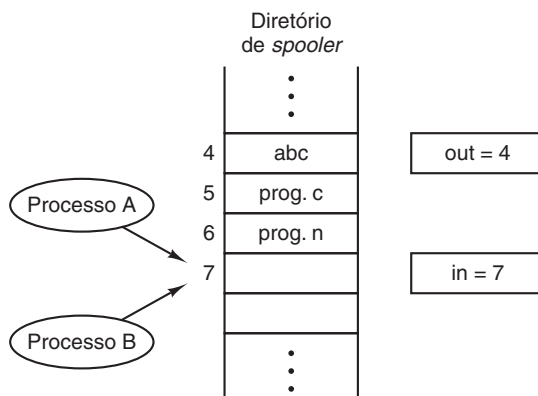 Diretório
de spooler
4 abc out = 4
5 prog. c
Processo A
6 prog. n
7 in = 7
Processo B